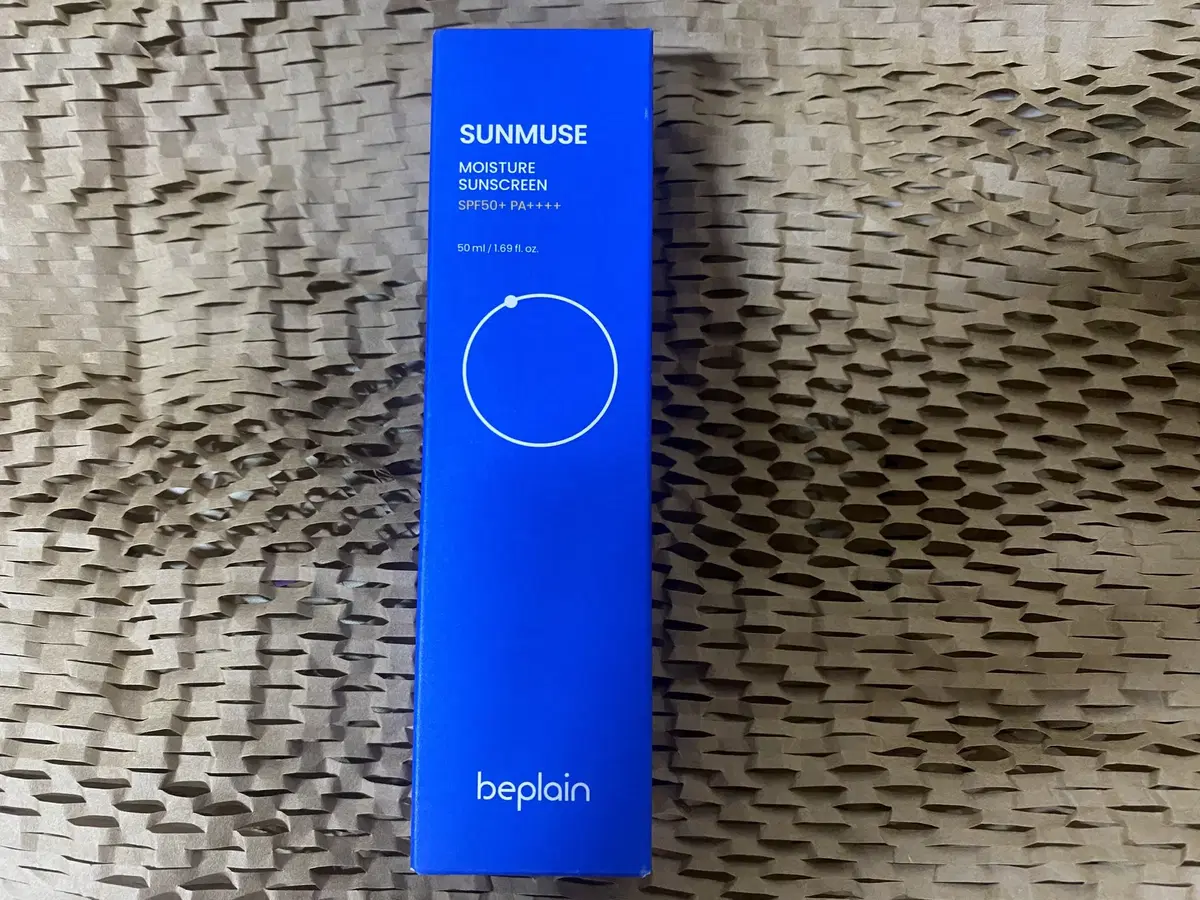 SUNMUSE
MOISTURE
SUNSCREEN
SPF50+ PA++++
50 ml / 1.69 fl. oz.
beplain